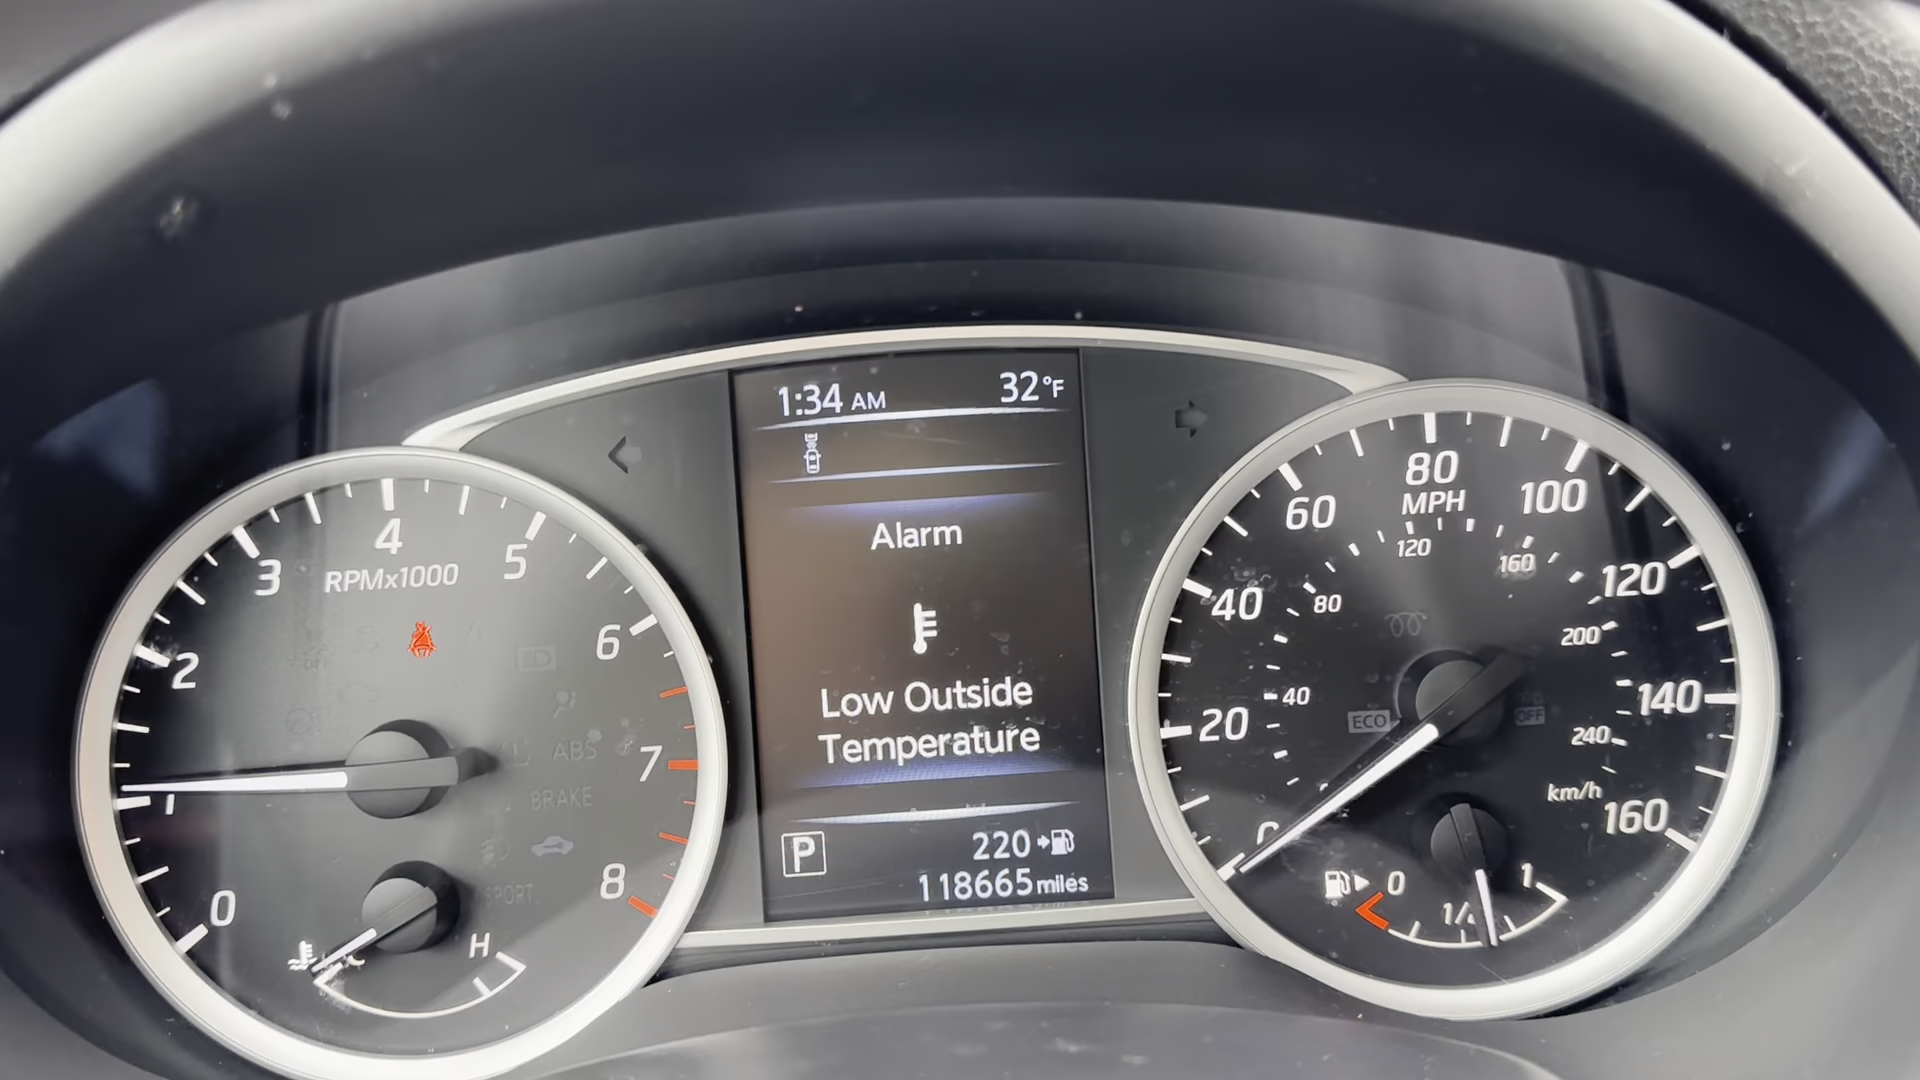 1:34 AM 32°F
Alarm
Low Outside
Temperature
P
220
118665 miles
0
1
2
3
4
5
6
7
8
RPMx1000
OFF
ABS
BRAKE
SPORT
H
0
20
40
60
80
100
120
140
160
MPH
40
80
120
160
200
240
km/h
ECO
OFF
0
1